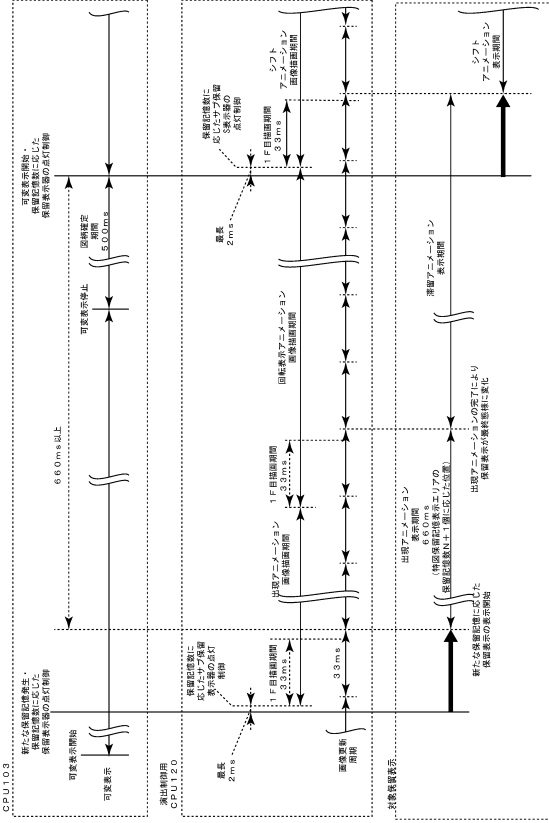 CPU103
新たな保留記憶発生・
保留記憶数に応じた
保留表示器の点灯制御
可変表示開始・
保留記憶数に応じた
保留表示器の点灯制御
660ms以上
可変表示開始
可変表示停止
図柄確定
期間
500ms
可変表示
演出制御用
CPU120
保留記憶数に
応じたサブ保留
表示器の点灯
制御
保留記憶数に
応じたサブ保留
S表示器の
点灯制御
最長
2ms
最長
2ms
1F目描画期間
33ms
出現アニメーション
画像描画期間
1F目描画期間
33ms
回転表示アニメーション
画像描画期間
1F目描画期間
33ms
シフト
アニメーション
画像描画期間
画像更新
周期
33ms
対象保留表示
出現アニメーション
表示期間
660ms
(特図保留記憶表示エリアの
保留記憶数N+1個に応じた位置)
滞留アニメーション
表示期間
シフト
アニメーション
表示期間
新たな保留記憶に応じた
保留表示の表示開始
出現アニメーションの完了により
保留表示が最終態様に変化